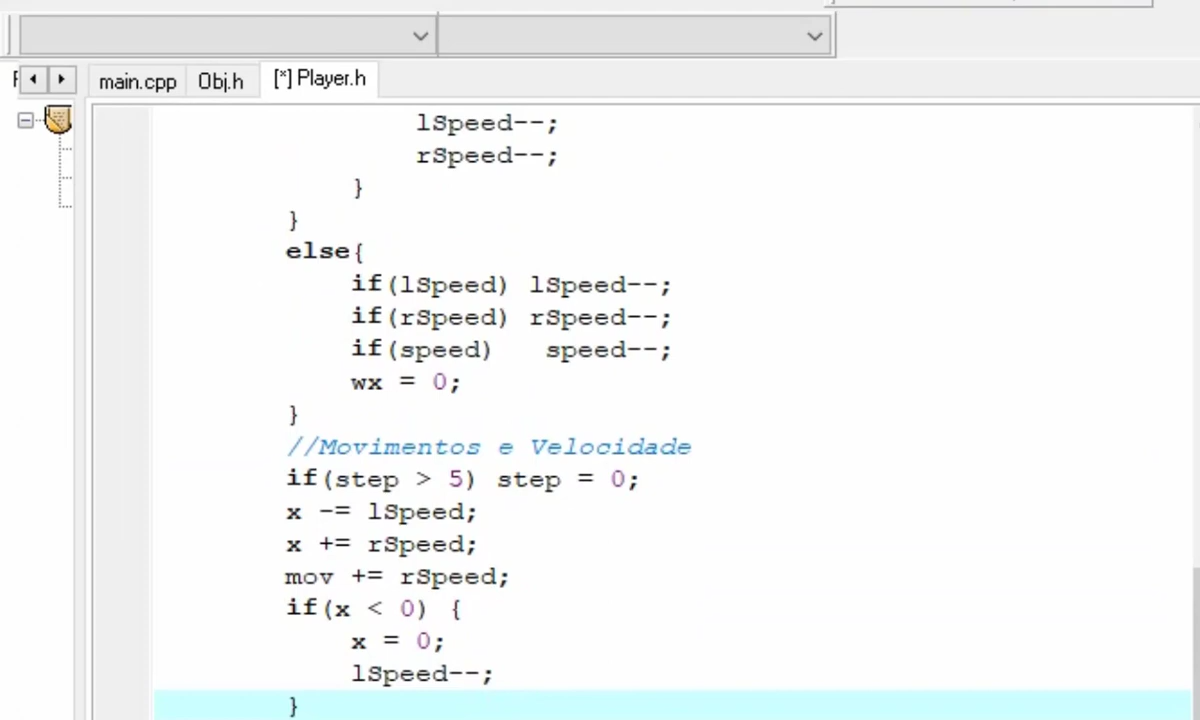 main.cpp Obj.h [*] Player.h
lSpeed--;
rSpeed--;
}
}
else{
if(lSpeed) lSpeed--;
if(rSpeed) rSpeed--;
if(speed) speed--;
wx = 0;
}
//Movimentos e Velocidade
if(step > 5) step = 0;
x -= lSpeed;
x += rSpeed;
mov += rSpeed;
if(x < 0) {
x = 0;
lSpeed--;
}